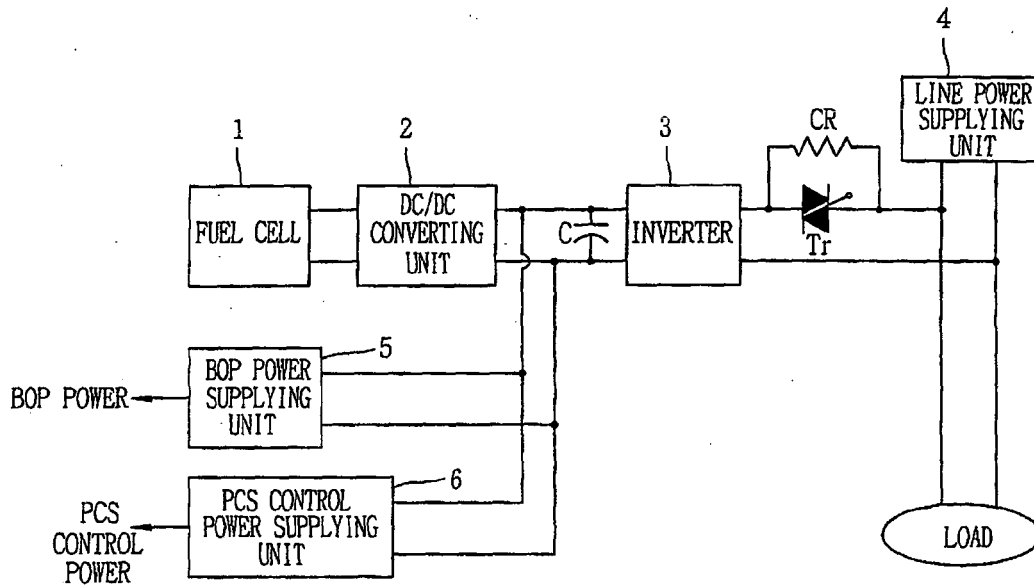 4
LINE POWER
SUPPLYING
UNIT
1
2
3
CR
FUEL CELL
DC/DC
CONVERTING
UNIT
C
INVERTER
Tr
5
BOP POWER
BOP POWER
SUPPLYING
UNIT
6
PCS
CONTROL
POWER
PCS CONTROL
POWER SUPPLYING
UNIT
LOAD